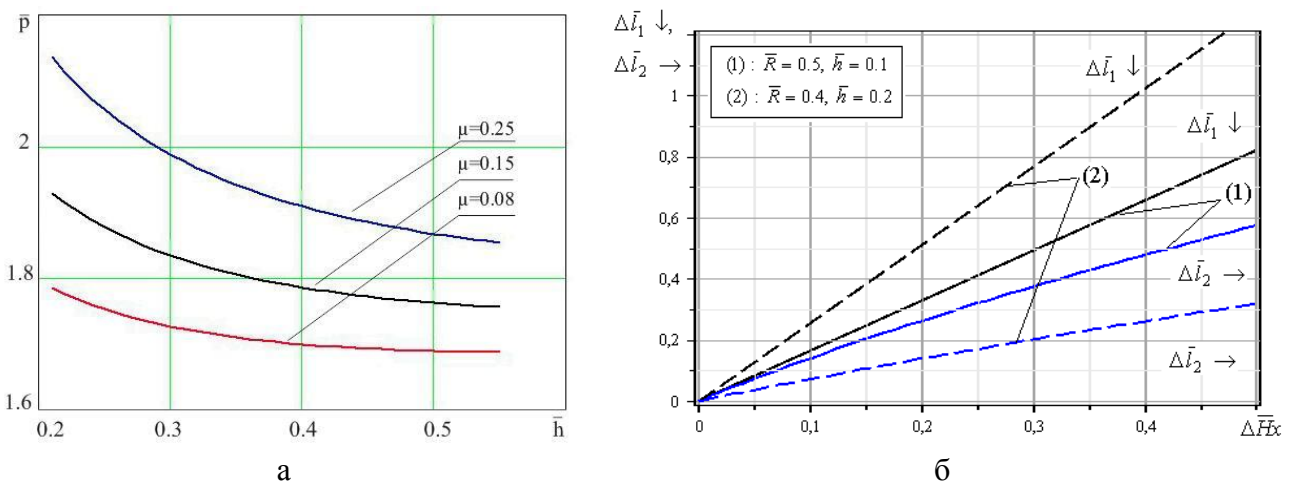 p̄
2
1.8
1.6
μ=0.25
μ=0.15
μ=0.08
0.2 0.3 0.4 0.5 h̄
а
Δl̄₁ ↓,
Δl̄₂ →
(1) : R̄ = 0.5, h̄ = 0.1
(2) : R̄ = 0.4, h̄ = 0.2
Δl̄₁ ↓
Δl̄₁ ↓
(2)
(1)
Δl̄₂ →
Δl̄₂ →
1
0,8
0,6
0,4
0,2
0
0 0,1 0,2 0,3 0,4 ΔH̄x
б